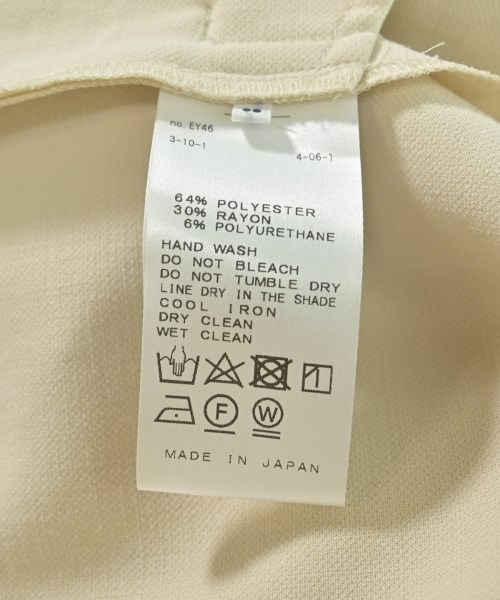 no. EY46
3-10-1
4-06-1
64% POLYESTER
30% RAYON
6% POLYURETHANE
HAND WASH
DO NOT BLEACH
DO NOT TUMBLE DRY
LINE DRY IN THE SHADE
COOL IRON
DRY CLEAN
WET CLEAN
F W
MADE IN JAPAN